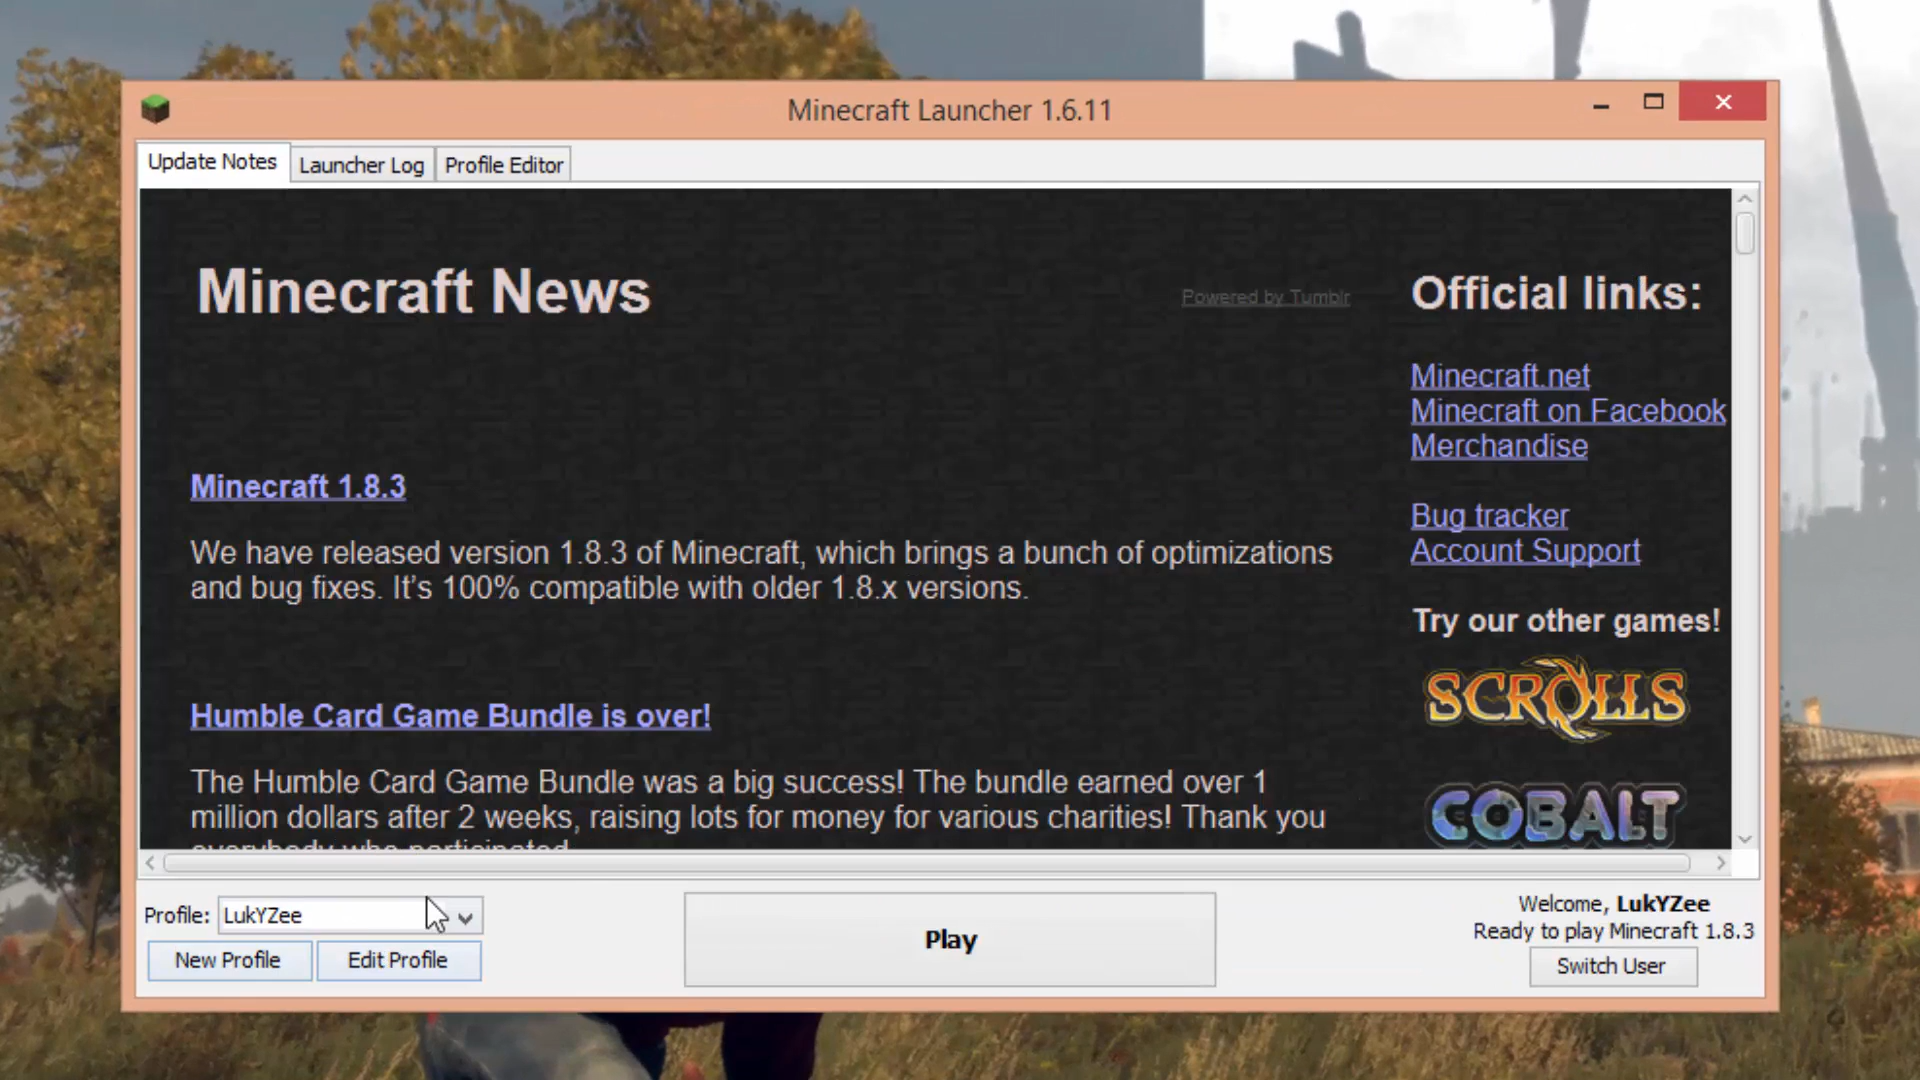 Minecraft Launcher 1.6.11
Update Notes
Launcher Log
Profile Editor
Minecraft News
Powered by Tumblr
Official links:
Minecraft.net
Minecraft on Facebook
Merchandise
Bug tracker
Account Support
Try our other games!
SCROLLS
COBALT
Minecraft 1.8.3
We have released version 1.8.3 of Minecraft, which brings a bunch of optimizations
and bug fixes. It's 100% compatible with older 1.8.x versions.
Humble Card Game Bundle is over!
The Humble Card Game Bundle was a big success! The bundle earned over 1
million dollars after 2 weeks, raising lots for money for various charities! Thank you
everybody who participated
Profile: LukYZee
New Profile
Edit Profile
Play
Welcome, LukYZee
Ready to play Minecraft 1.8.3
Switch User